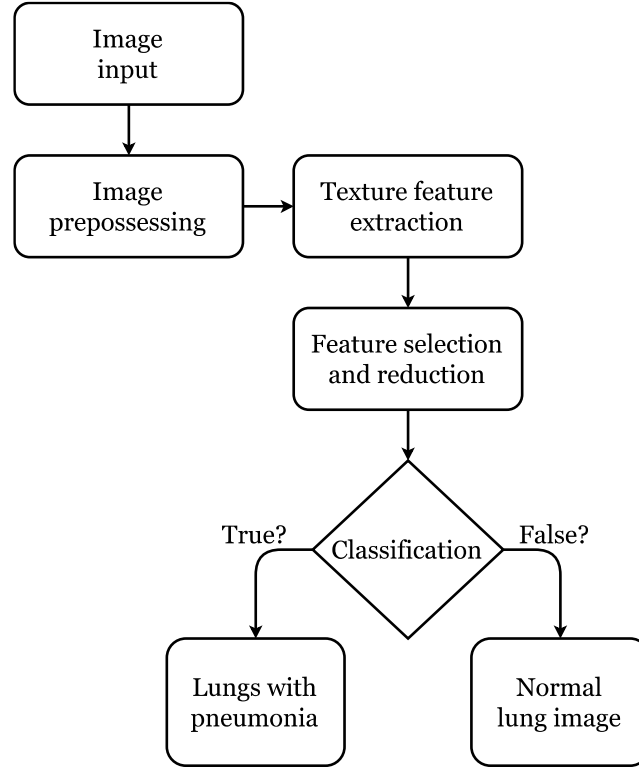 Image
input
Image
prepossessing
Texture feature
extraction
Feature selection
and reduction
True?
Classification
False?
Lungs with
pneumonia
Normal
lung image